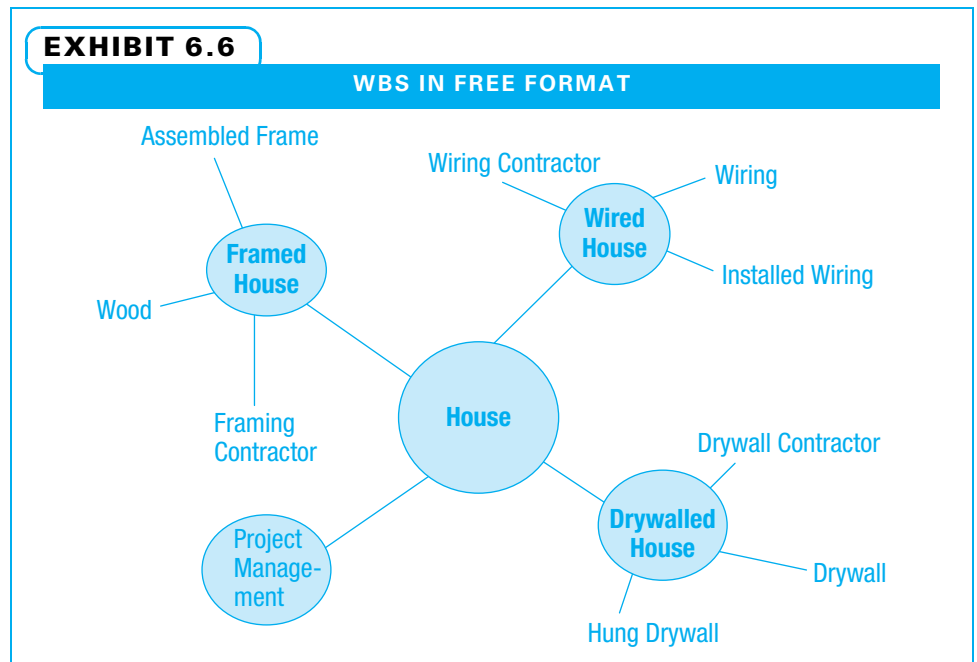 EXHIBIT 6.6
WBS IN FREE FORMAT
Assembled Frame
Framed
House
Wood
Framing
Contractor
Wiring Contractor
Wiring
Wired
House
Installed Wiring
House
Project
Manage-
ment
Drywall Contractor
Drywalled
House
Drywall
Hung Drywall